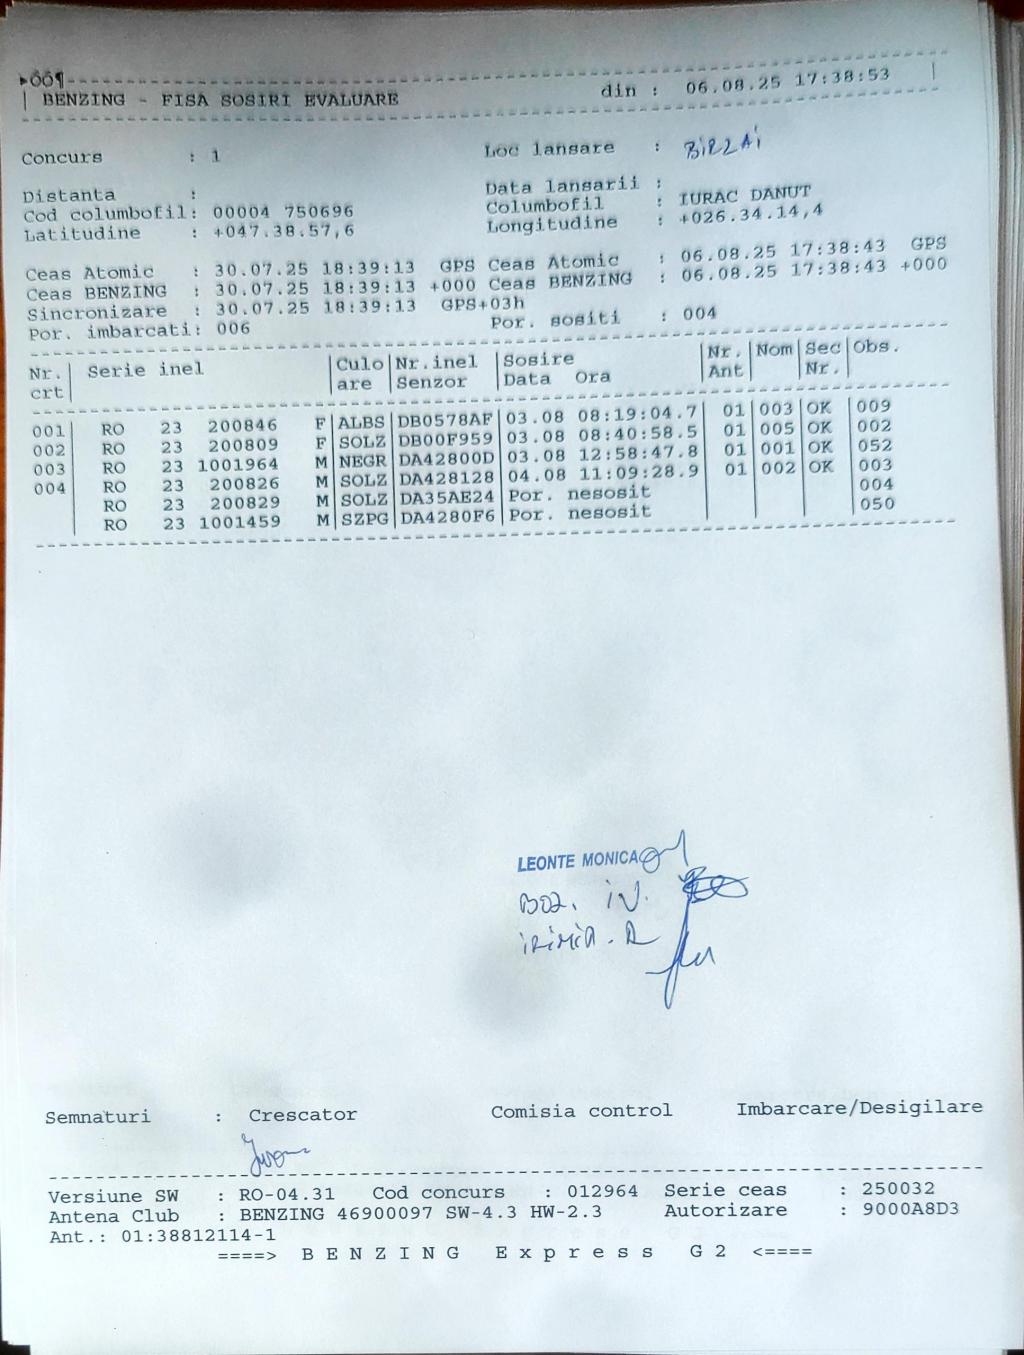 ►ÔÔ¶
| BENZING - FISA SOSIRI EVALUARE din : 06.08.25 17:38:53 |
Concurs : 1 Loc lansare : BIRZAI
Distanta : Data lansarii :
Cod columbofil: 00004 750696 Columbofil : IURAC DANUT
Latitudine : +047.38.57,6 Longitudine : +026.34.14,4
Ceas Atomic : 30.07.25 18:39:13 GPS Ceas Atomic : 06.08.25 17:38:43 GPS
Ceas BENZING : 30.07.25 18:39:13 +000 Ceas BENZING : 06.08.25 17:38:43 +000
Sincronizare : 30.07.25 18:39:13 GPS+03h
Por. imbarcati: 006 Por. sositi : 004
Nr. | Serie inel | Culo | Nr.inel | Sosire | Nr. | Nom | Sec | Obs.
crt | | are | Senzor | Data Ora | Ant | | Nr. |
001 | RO 23 200846 F | ALBS | DB0578AF | 03.08 08:19:04.7 | 01 | 003 | OK | 009
002 | RO 23 200809 F | SOLZ | DB00F959 | 03.08 08:40:58.5 | 01 | 005 | OK | 002
003 | RO 23 1001964 M | NEGR | DA42800D | 03.08 12:58:47.8 | 01 | 001 | OK | 052
004 | RO 23 200826 M | SOLZ | DA428128 | 04.08 11:09:28.9 | 01 | 002 | OK | 003
| RO 23 200829 M | SOLZ | DA35AE24 | Por. nesosit | | | | 004
| RO 23 1001459 M | SZPG | DA4280F6 | Por. nesosit | | | | 050
LEONTE MONICA
BOZ. IV.
IRIMIA. A
Semnaturi : Crescator Comisia control Imbarcare/Desigilare
Versiune SW : RO-04.31 Cod concurs : 012964 Serie ceas : 250032
Antena Club : BENZING 46900097 SW-4.3 HW-2.3 Autorizare : 9000A8D3
Ant.: 01:38812114-1
====> B E N Z I N G E x p r e s s G 2 <====